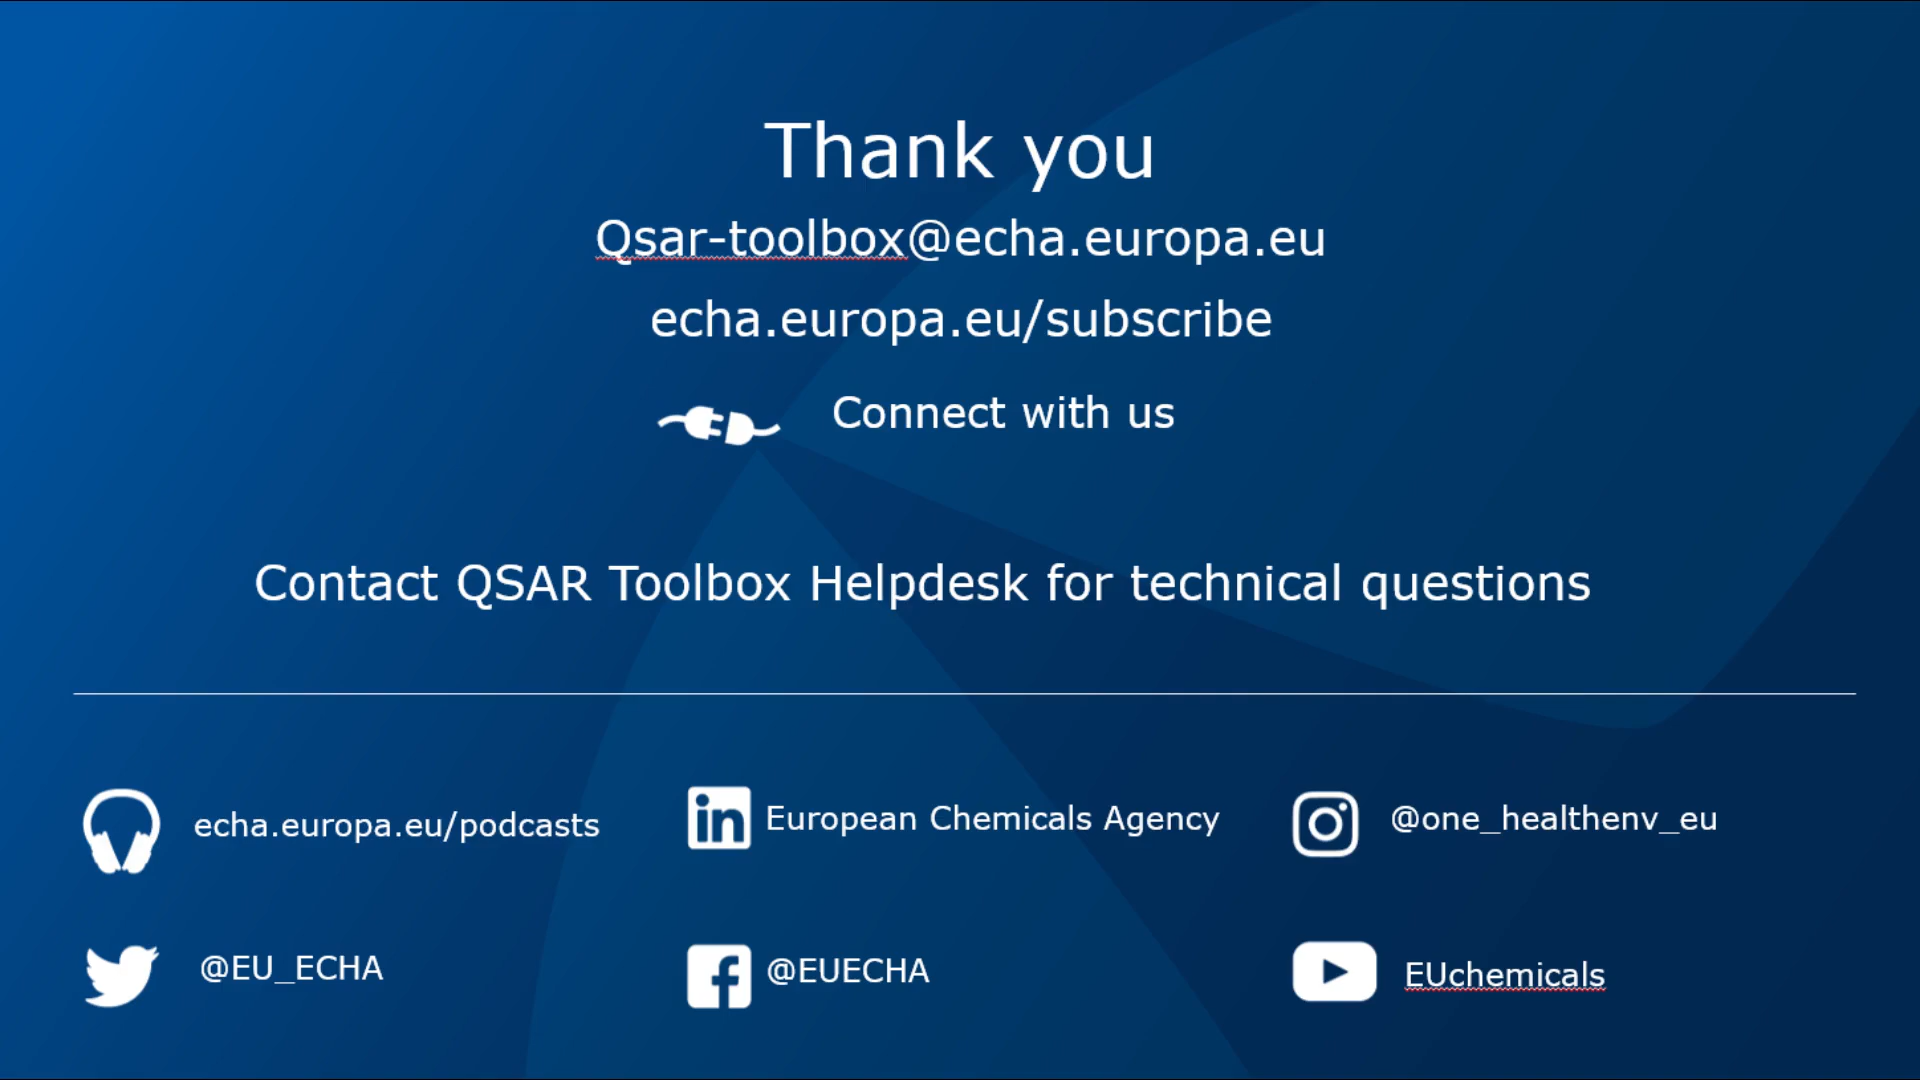 Thank you
Qsar-toolbox@echa.europa.eu
echa.europa.eu/subscribe
Connect with us
Contact QSAR Toolbox Helpdesk for technical questions
echa.europa.eu/podcasts
in European Chemicals Agency
@one_healthenv_eu
@EU_ECHA
f @EUECHA
EUchemicals